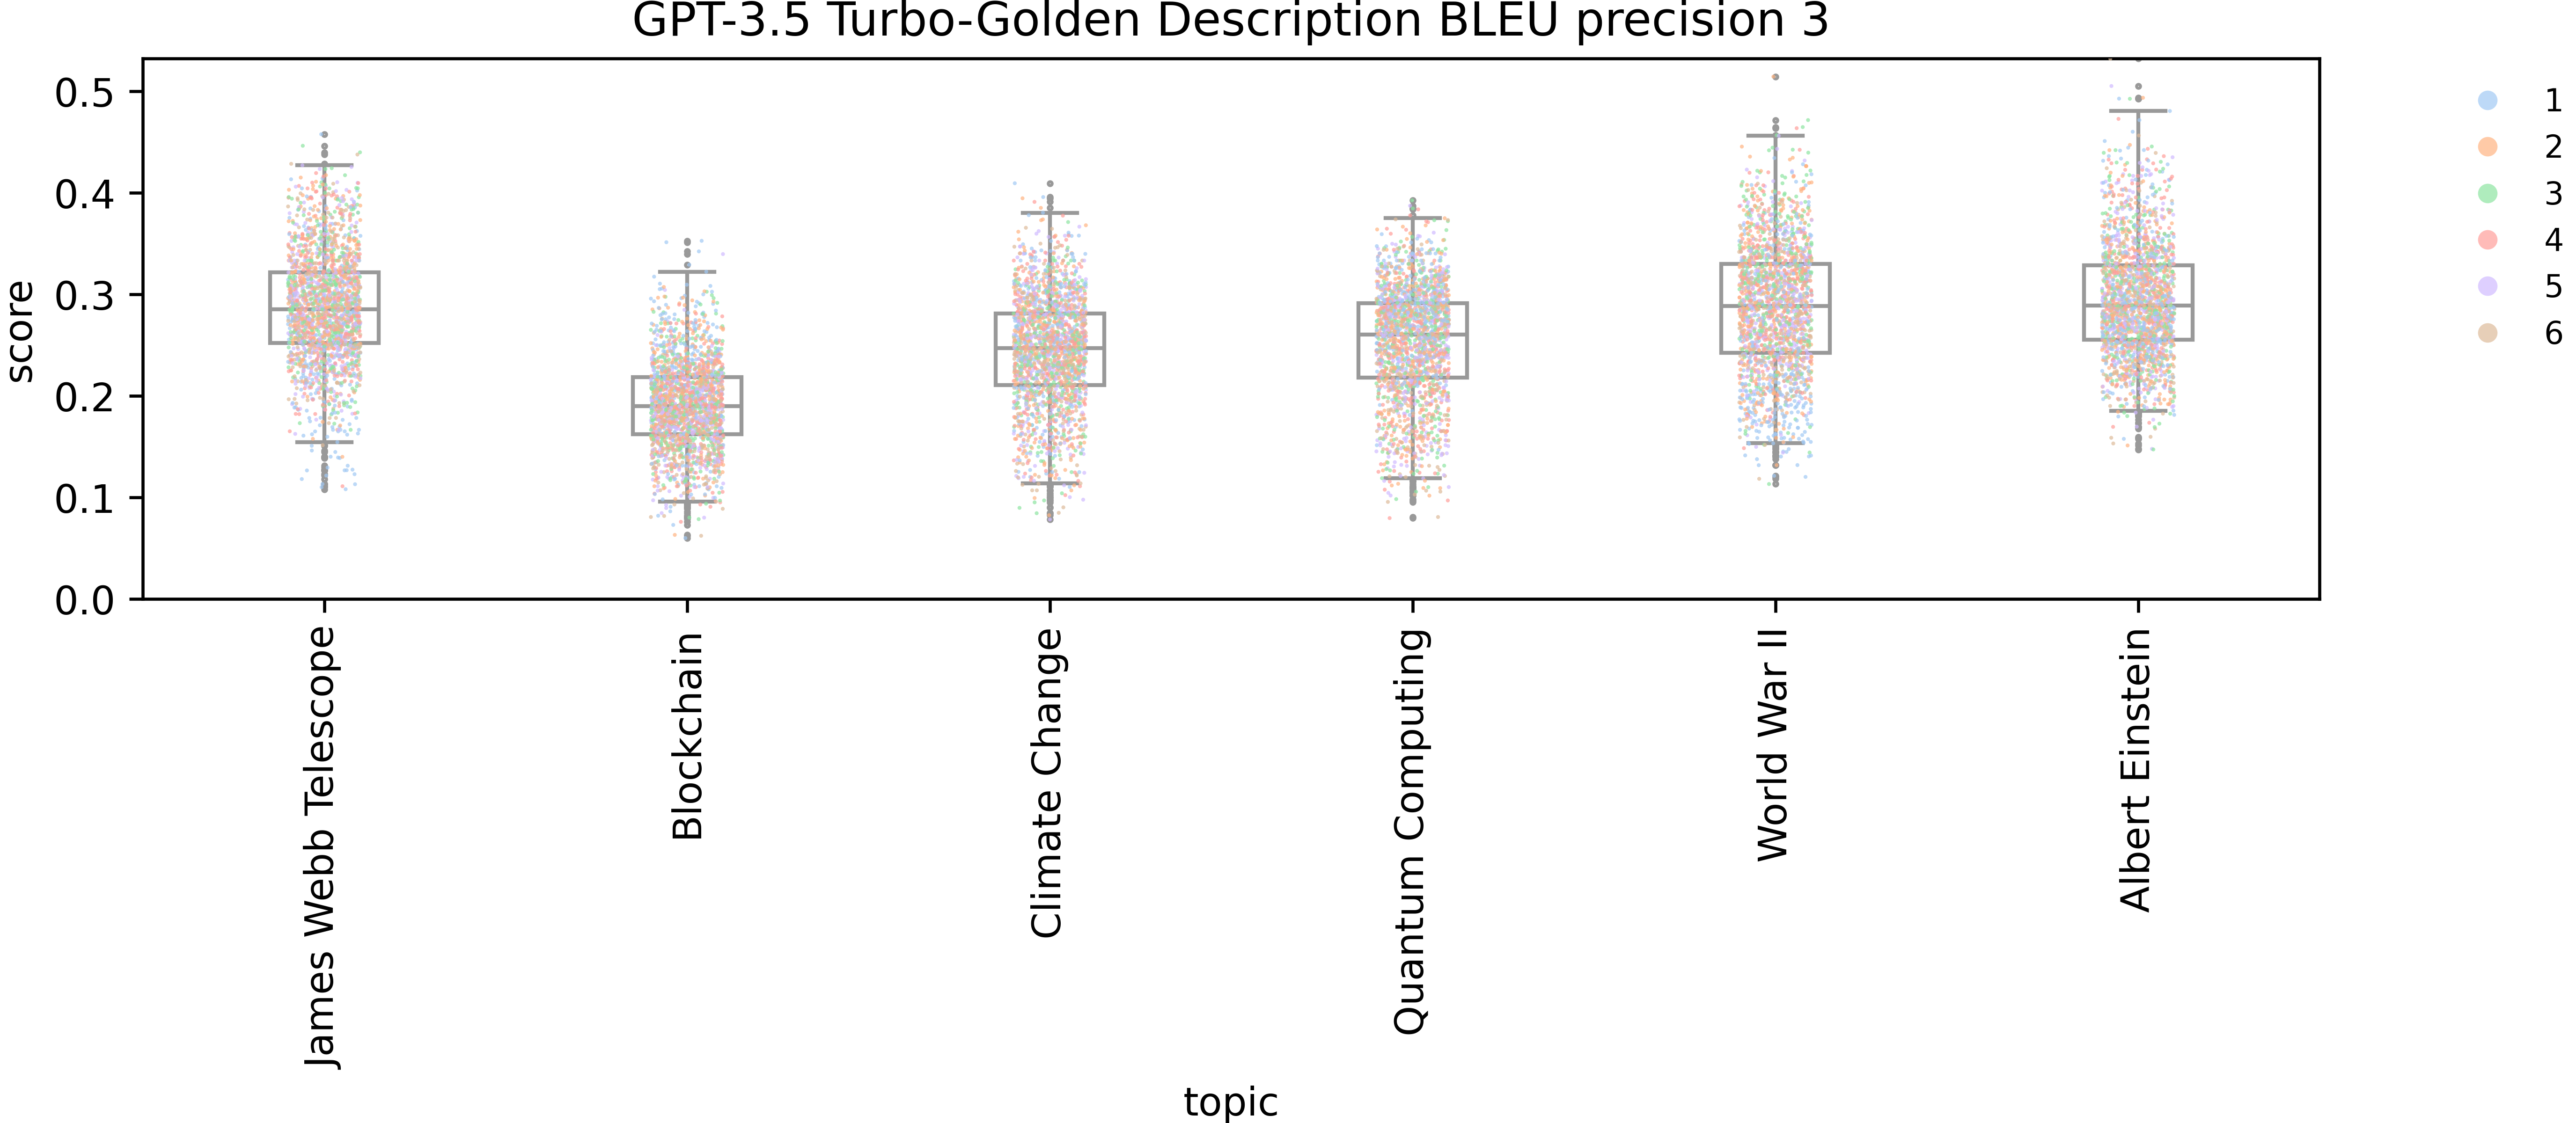 GPT-3.5 Turbo-Golden Description BLEU precision 3
0.5
0.4
0.3
0.2
0.1
0.0
score
James Webb Telescope
Blockchain
Climate Change
Quantum Computing
World War II
Albert Einstein
topic
1
2
3
4
5
6